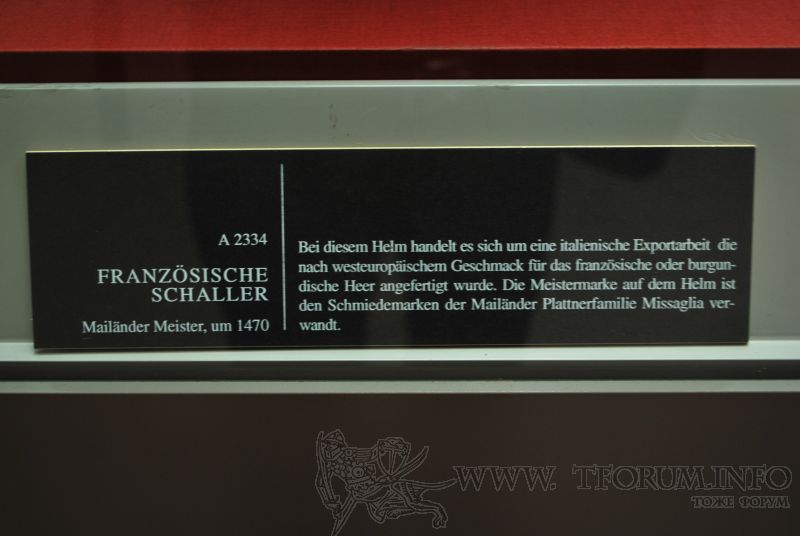 A 2334
FRANZÖSISCHE
SCHALLER
Mailänder Meister, um 1470
Bei diesem Helm handelt es sich um eine italienische Exportarbeit die
nach westeuropäischem Geschmack für das französische oder burgun-
dische Heer angefertigt wurde. Die Meistermarke auf dem Helm ist
den Schmiedemarken der Mailänder Plattnerfamilie Missaglia ver-
wandt.
WWW. TFORUM.INFO
ТОЖЕ ФОРУМ